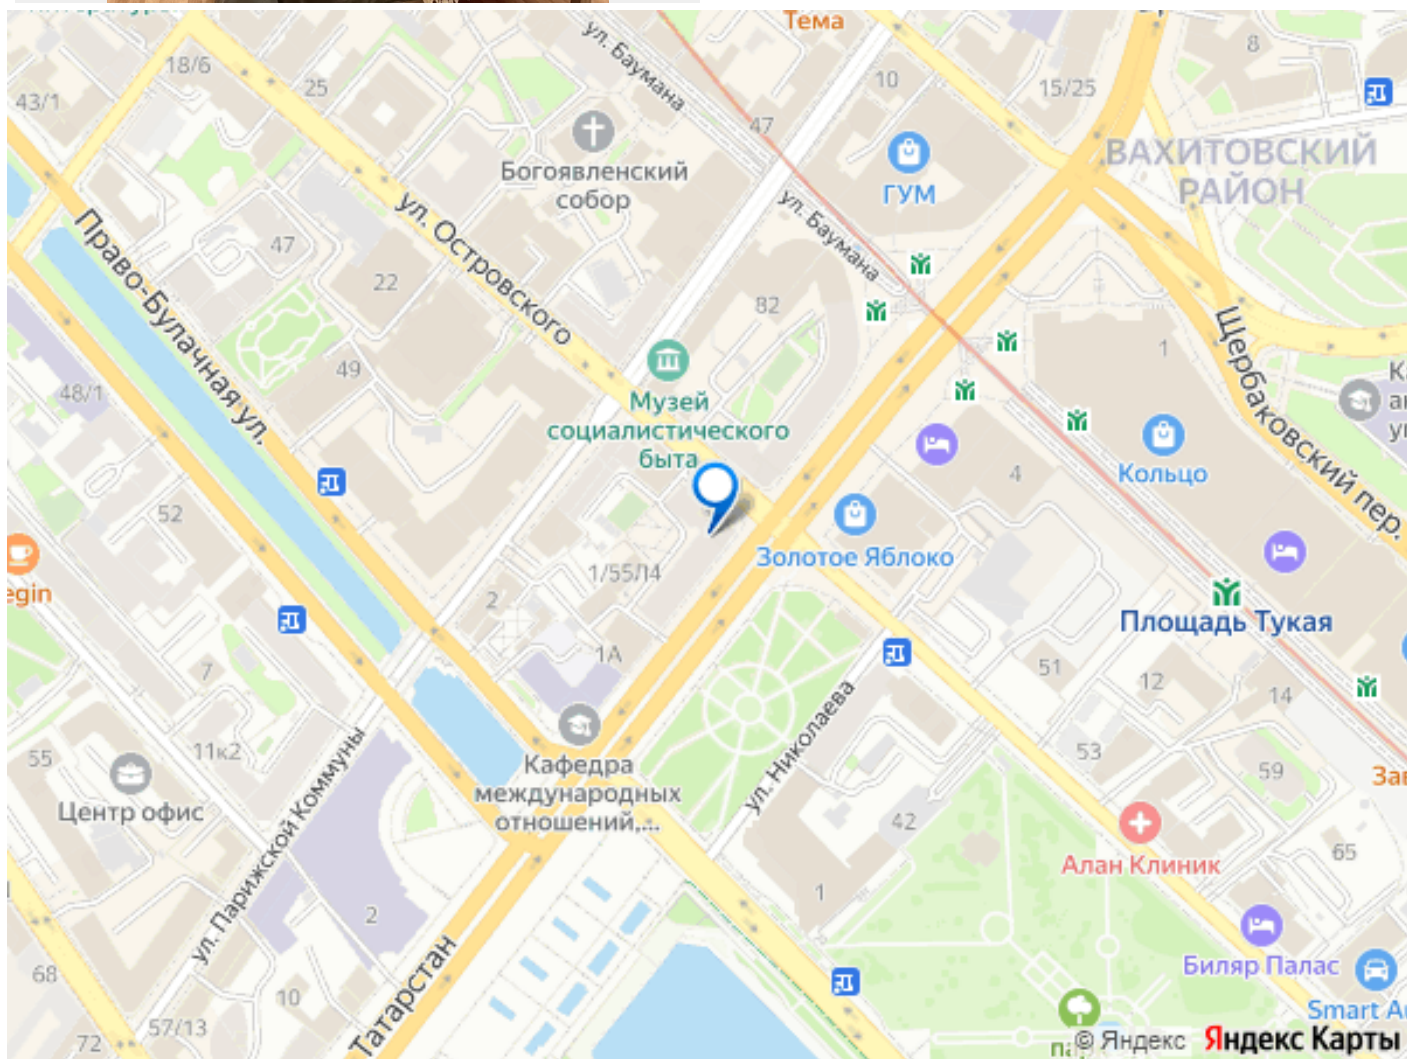 Тема
ул. Баумана
8
18/6
25
10
15/25
43/1
47
ГУМ
ВАХИТОВСКИЙ
РАЙОН
Богоявленский
собор
ул. Островского
ул. Баумана
Право-Булачная ул.
47
22
82
Щербаковский пер.
1
49
48/1
Музей
социалистического
быта
4
Кольцо
52
Золотое Яблоко
egin
1/55/14
2
Площадь Тукая
1А
51
12
14
7
ул. Николаева
55
11к2
Центр офис
ул. Парижской Коммуны
Кафедра
международных
отношений,...
53
59
Зав
42
65
Алан Клиник
1
2
Татарстан
68
10
Биляр Палас
57/13
72
Smart Au
© Яндекс
Яндекс Карты